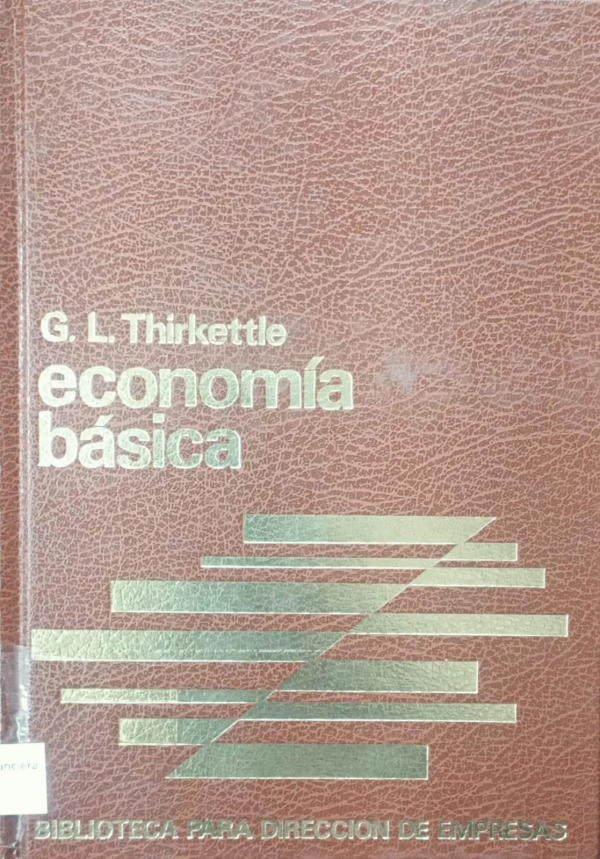 G. L. Thirkettle
economía
básica
BIBLIOTECA PARA DIRECCION DE EMPRESAS